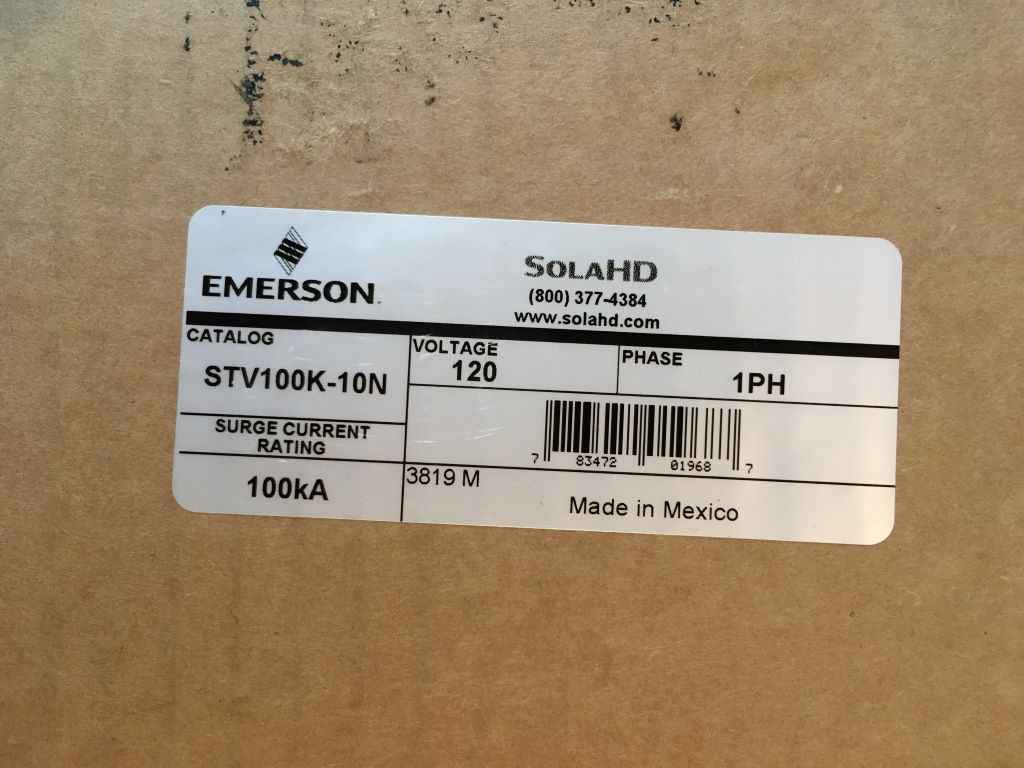 EMERSON
SOLAHD
(800) 377-4384
www.solahd.com
CATALOG
STV100K-10N
VOLTAGE
120
PHASE
1PH
SURGE CURRENT
RATING
100kA
7 83472 01968 7
3819 M
Made in Mexico